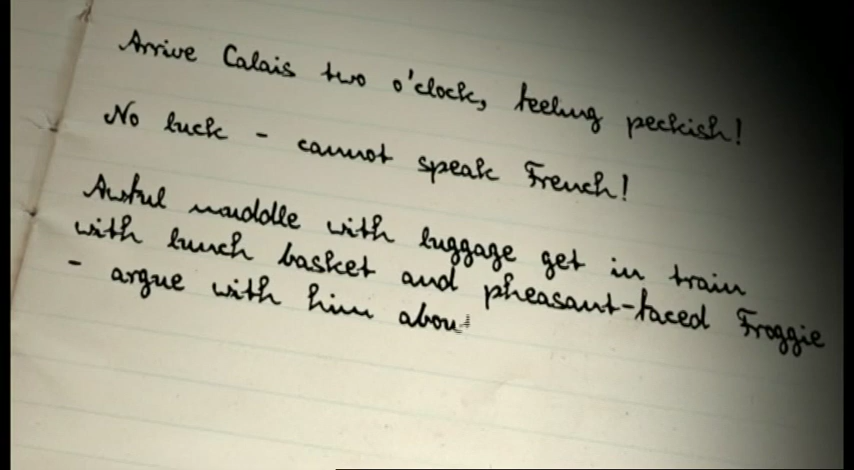 Arrive Calais two o'clock, feeling peckish!
No luck - cannot speak French!
Awful muddle with luggage get in train
with lunch basket and pheasant-faced Froggie
- argue with him abou